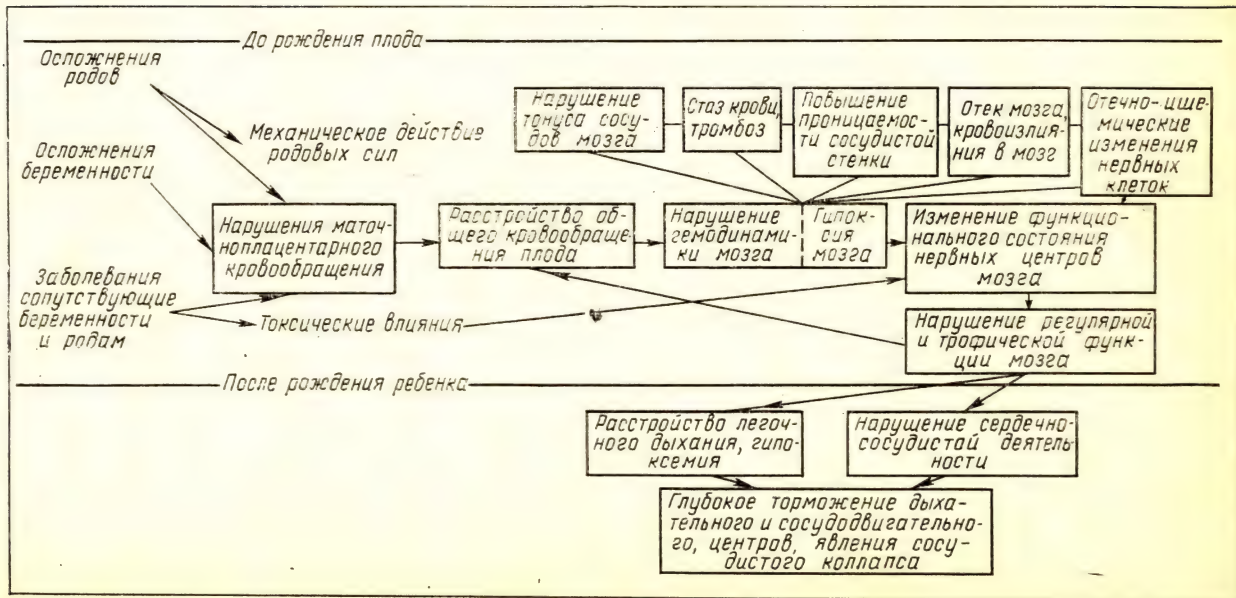 До рождения плода
Осложнения
родов
Механическое действие
родовых сил
Осложнения
беременности
Заболевания
сопутствующие
беременности
и родам
Токсические влияния
Нарушение
тонуса сосу-
дов мозга
Стаз крови,
тромбоз
Повышение
проницаемос-
ти сосудистой
стенки
Отек мозга,
кровоизлия-
ния в мозг
Отечно-ише-
мические
изменения
нервных
клеток
Нарушения маточ-
ноплацентарного
кровообращения
Расстройство об-
щего кровообраще-
ния плода
Нарушение
гемодинами-
ки мозга
Гипок-
сия
мозга
Изменение функцио-
нального состояния
нервных центров
мозга
Нарушение регулярной
и трофической функ-
ции мозга
После рождения ребенка
Расстройство легоч-
ного дыхания, гипо-
ксемия
Нарушение сердечно-
сосудистой деятель-
ности
Глубокое торможение дыха-
тельного и сосудодвигательно-
го, центров, явления сосу-
дистого коллапса